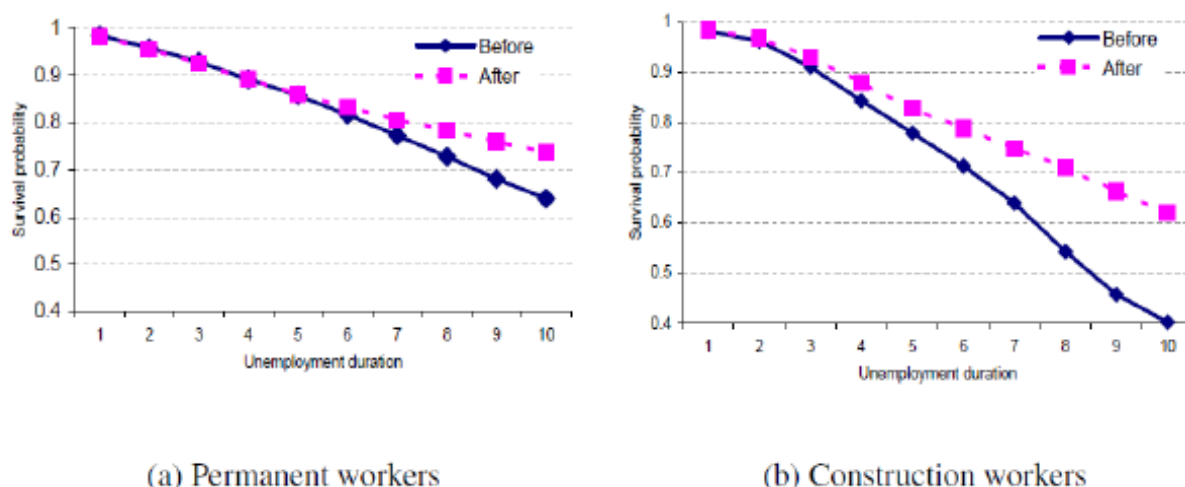 1
0.9
0.8
0.7
0.6
0.5
0.4
Survival probability
Before
After
1 2 3 4 5 6 7 8 9 10
Unemployment duration
(a) Permanent workers
1
0.9
0.8
0.7
0.6
0.5
0.4
Survival probability
Before
After
1 2 3 4 5 6 7 8 9 10
Unemployment duration
(b) Construction workers